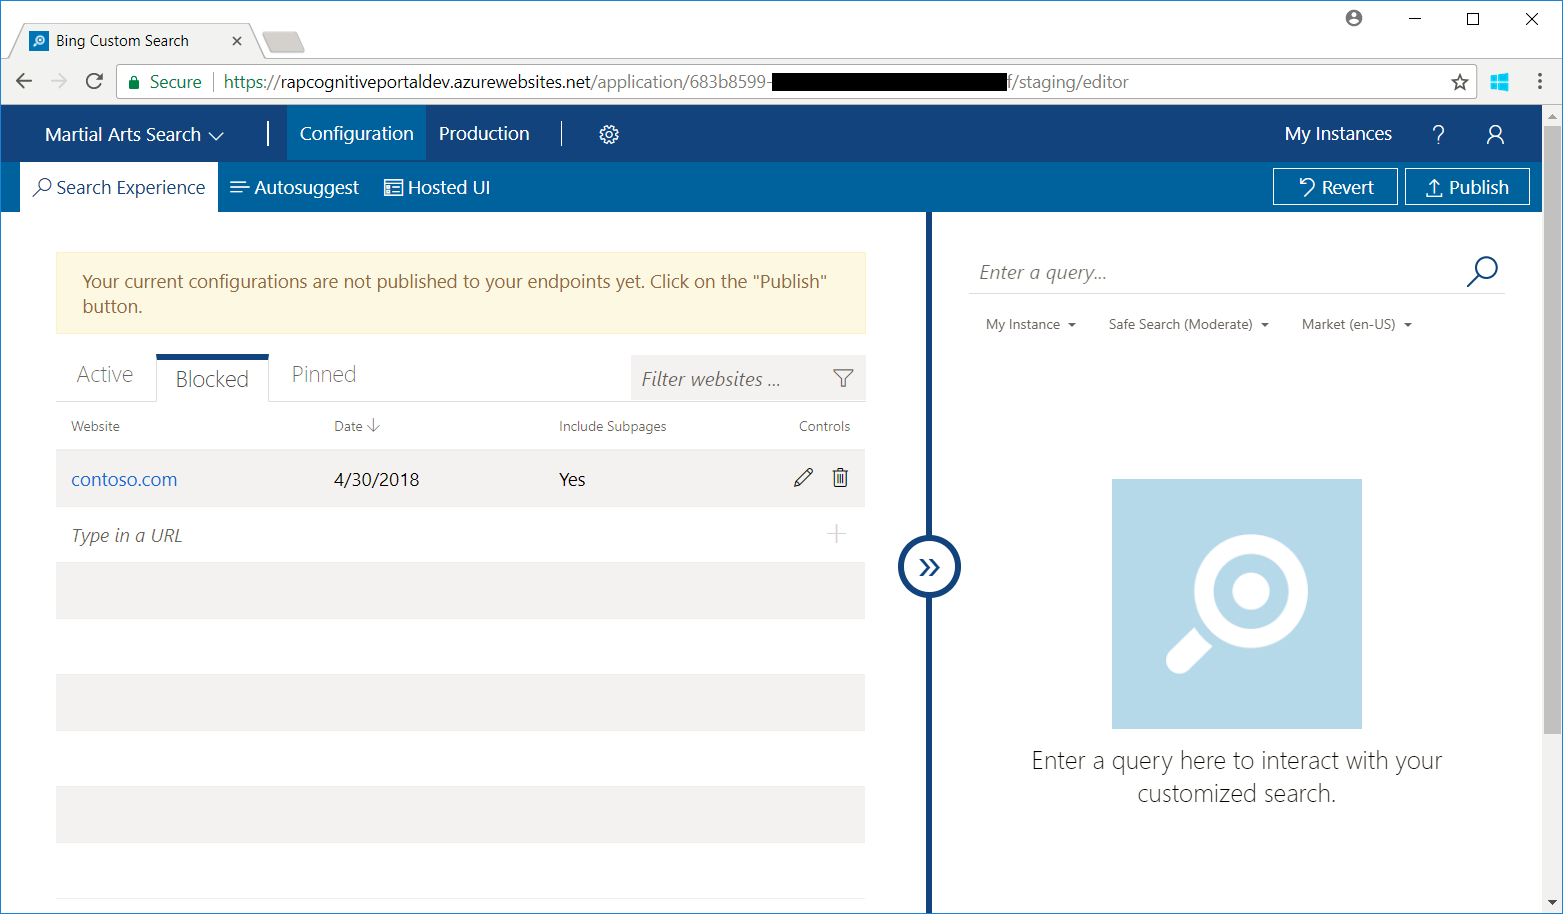 Bing Custom Search
Secure https://rapcognitiveportaldev.azurewebsites.net/application/683b8599- f/staging/editor
Martial Arts Search Configuration Production My Instances ?
Search Experience Autosuggest Hosted UI Revert Publish
Your current configurations are not published to your endpoints yet. Click on the "Publish"
button.
Active Blocked Pinned Filter websites ...
Website Date Include Subpages Controls
contoso.com 4/30/2018 Yes
Type in a URL
Enter a query...
My Instance Safe Search (Moderate) Market (en-US)
Enter a query here to interact with your
customized search.